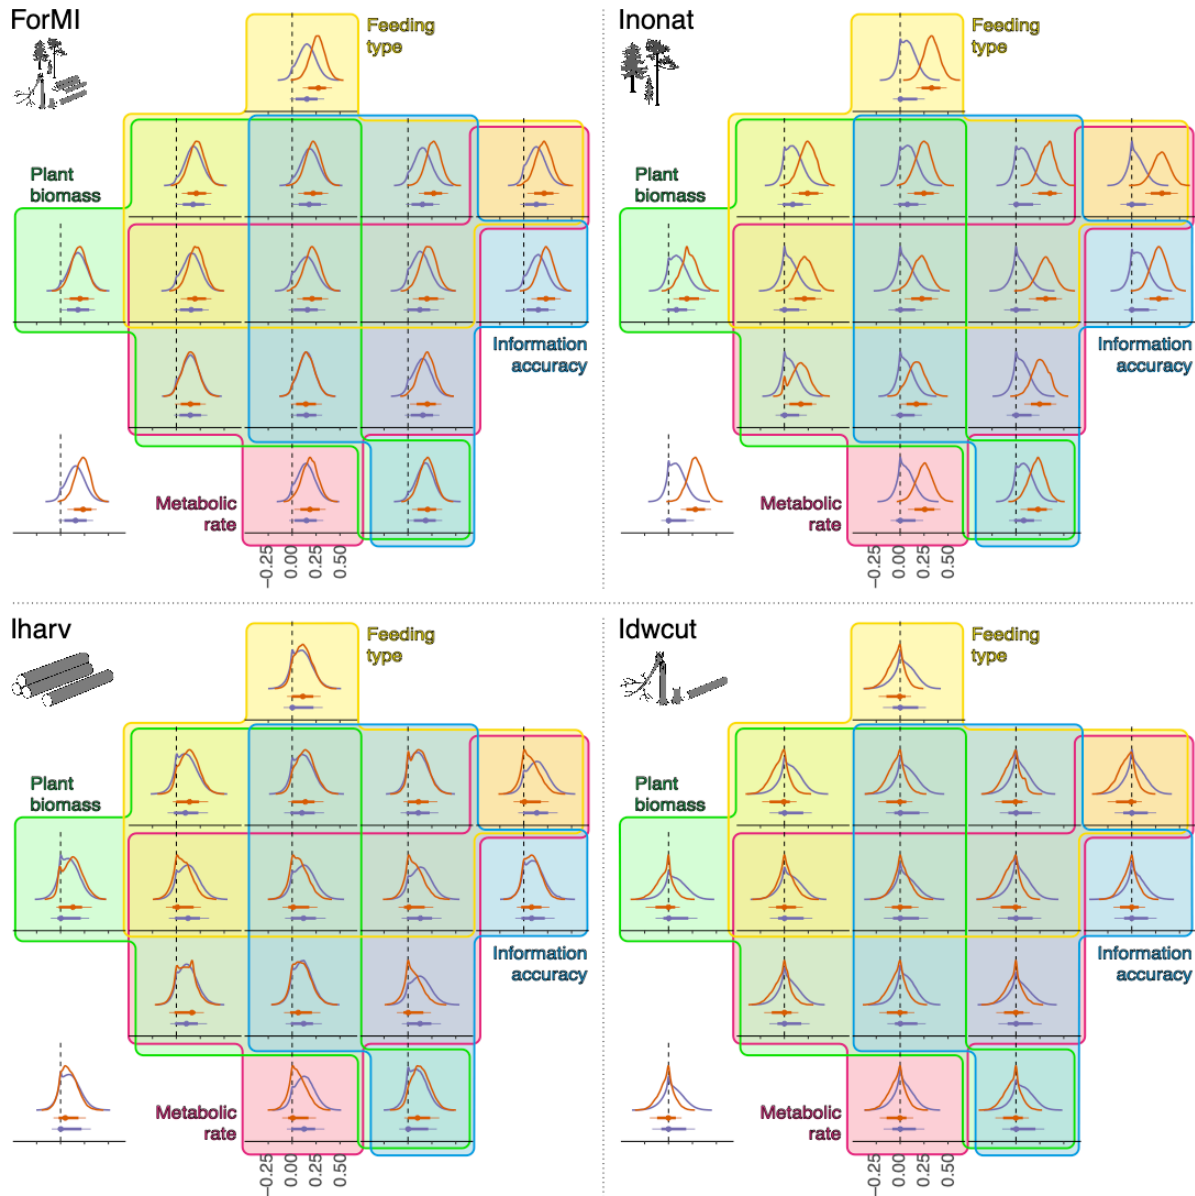 ForMI
Feeding
type
Plant
biomass
Information
accuracy
Metabolic
rate
−0.25
0.00
0.25
0.50
Inonat
Feeding
type
Plant
biomass
Information
accuracy
Metabolic
rate
−0.25
0.00
0.25
0.50
Iharv
Feeding
type
Plant
biomass
Information
accuracy
Metabolic
rate
−0.25
0.00
0.25
0.50
Idwcut
Feeding
type
Plant
biomass
Information
accuracy
Metabolic
rate
−0.25
0.00
0.25
0.50